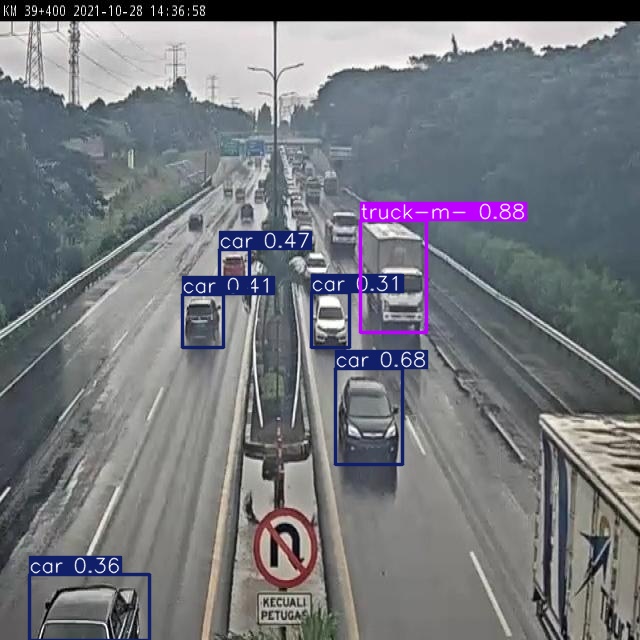 KM 39+400 2021-10-28 14:36:58
truck-m- 0.88
car 0.47
car 0.41
car 0.31
car 0.68
car 0.36
KECUALI
PETUGAS